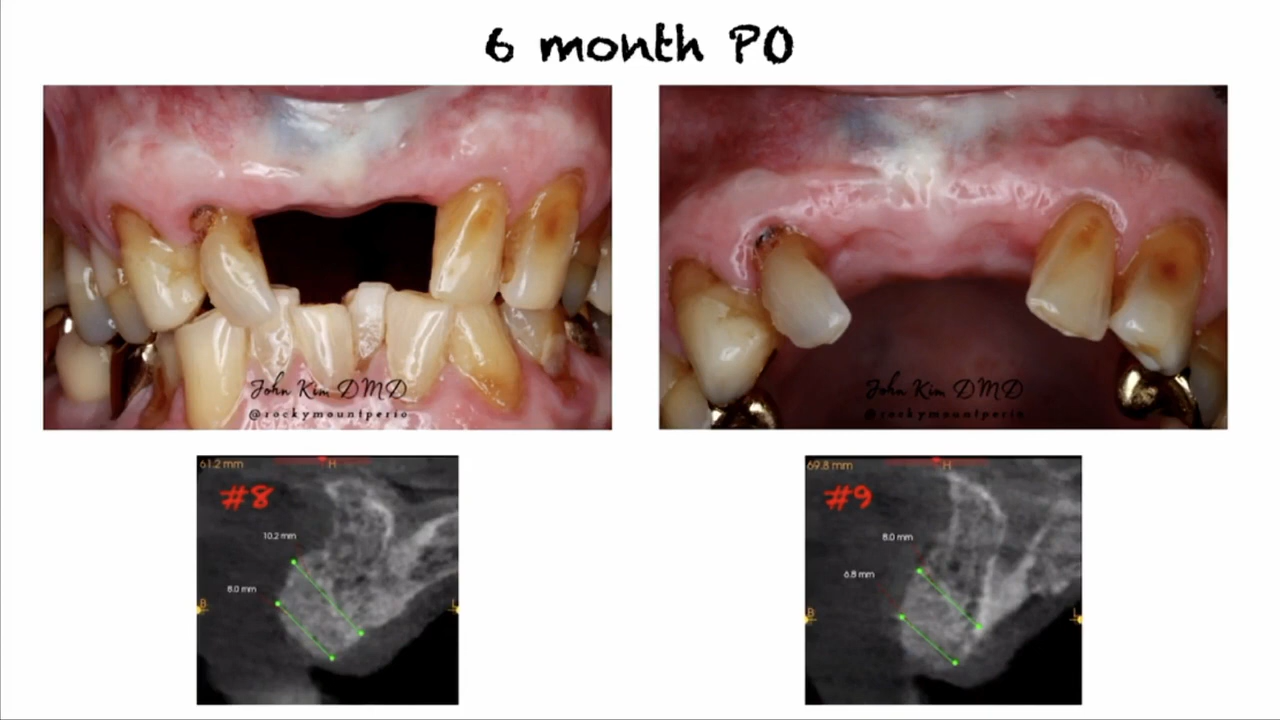 6 month PO
John Kim DMD
@rockymountperio
John Kim DMD
@rockymountperio
61.2 mm
H
#8
10.2 mm
8.0 mm
B
L
69.8 mm
H
#9
8.0 mm
6.8 mm
B
L